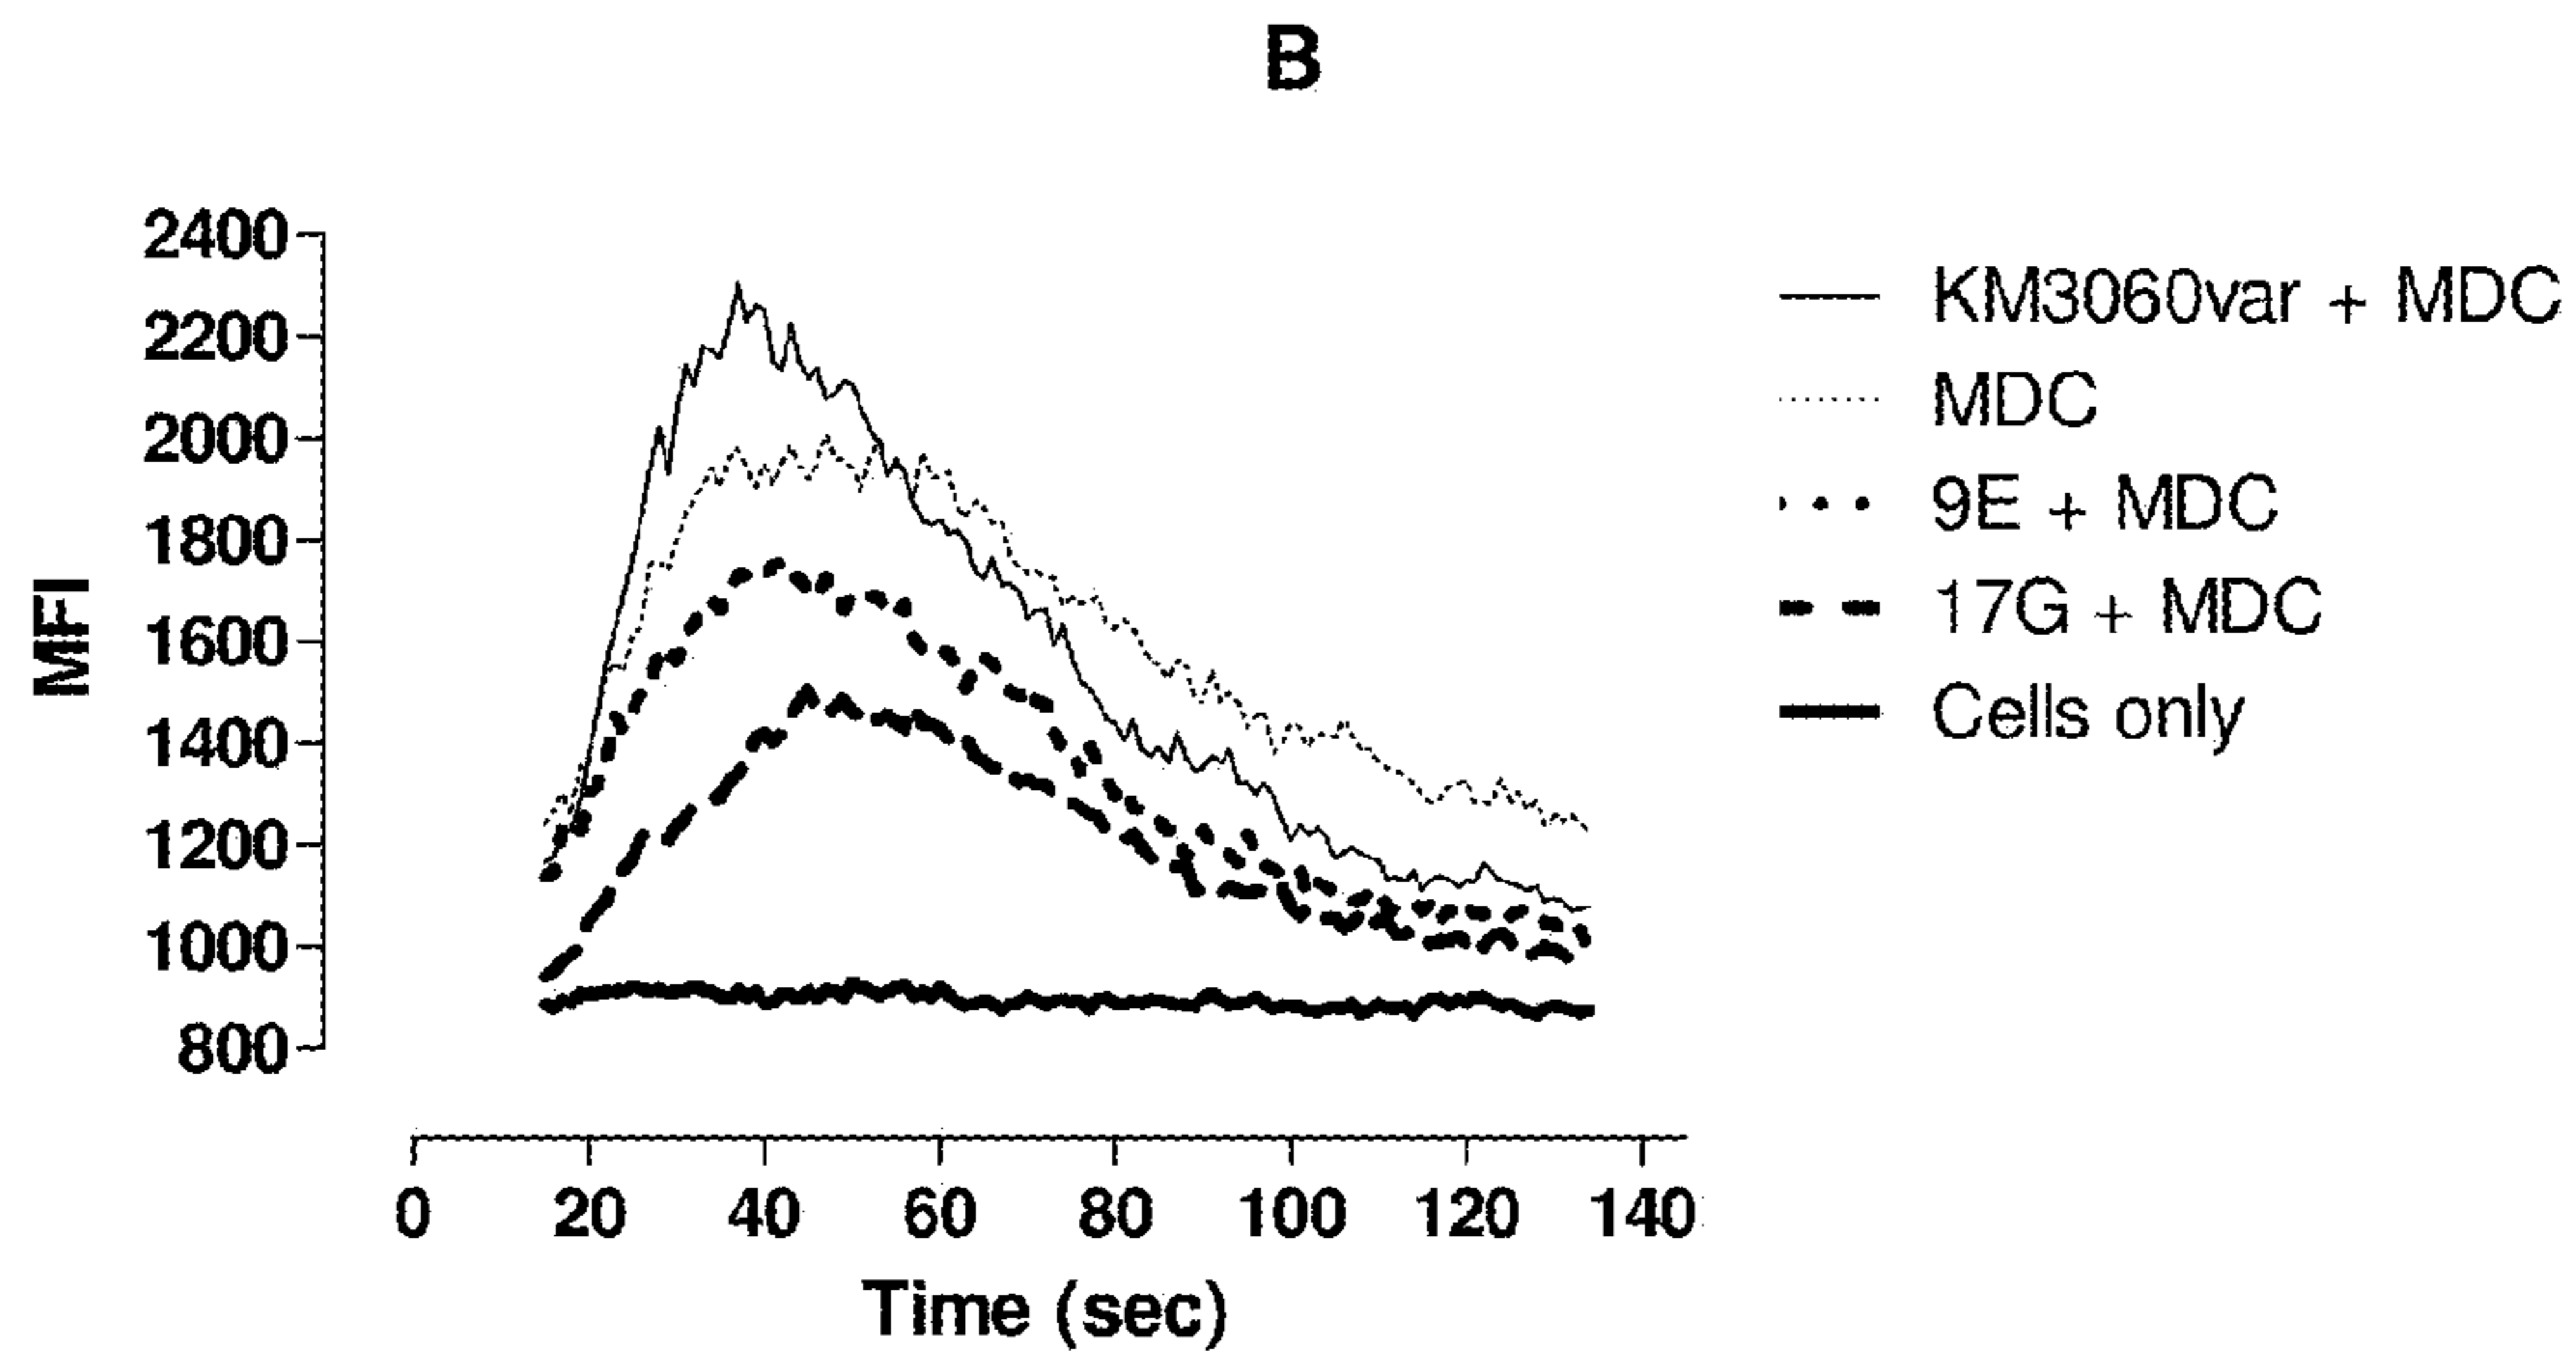 B
2400
2200
2000
1800
1600
1400
1200
1000
800
MFI
0 20 40 60 80 100 120 140
Time (sec)
KM3060var + MDC
MDC
9E + MDC
17G + MDC
Cells only